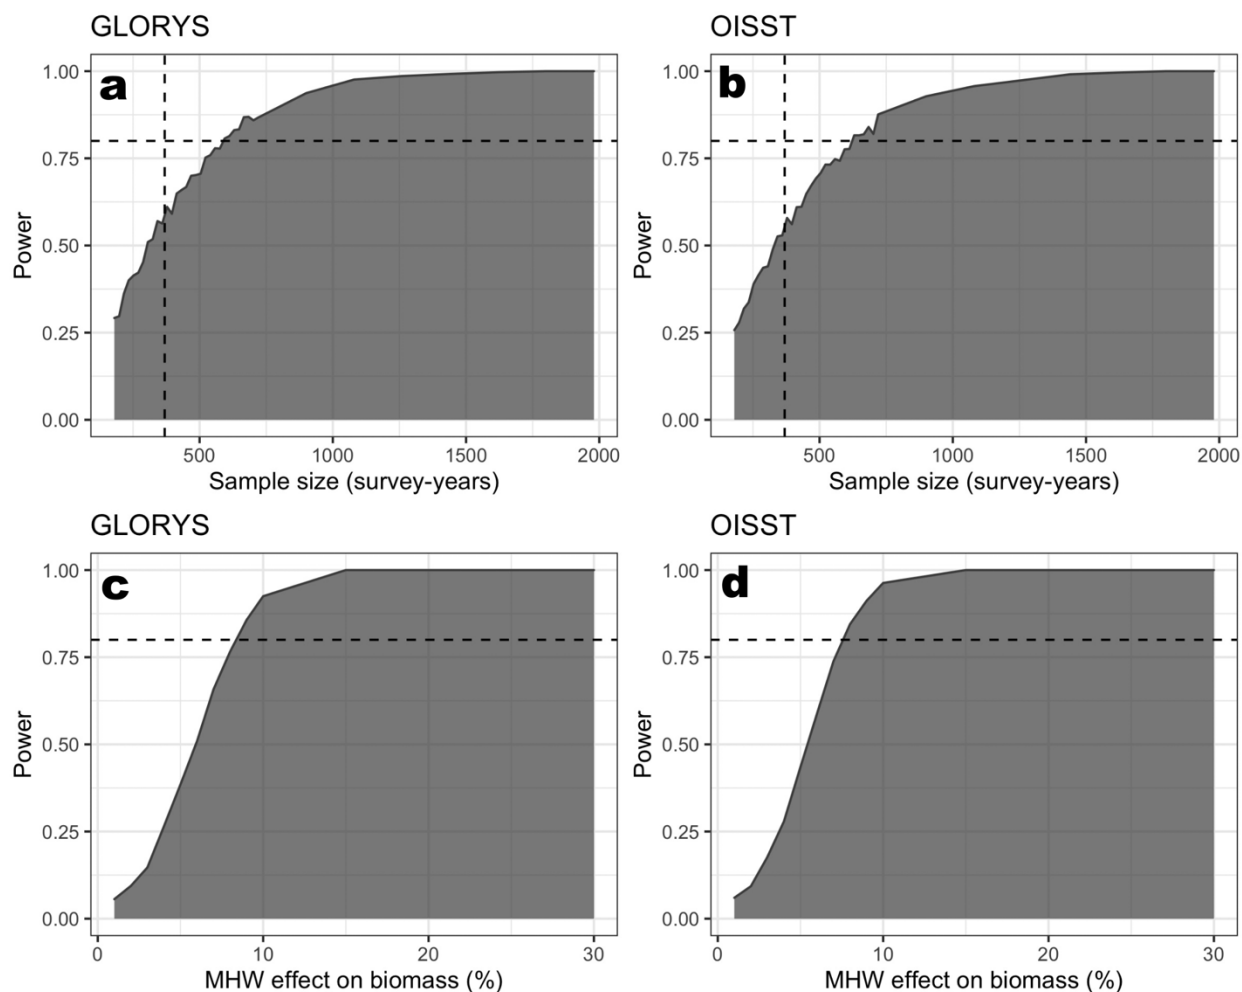 GLORYS
a
1.00
0.75
0.50
0.25
0.00
Power
500
1000
1500
2000
Sample size (survey-years)
OISST
b
1.00
0.75
0.50
0.25
0.00
Power
500
1000
1500
2000
Sample size (survey-years)
GLORYS
c
1.00
0.75
0.50
0.25
0.00
Power
0
10
20
30
MHW effect on biomass (%)
OISST
d
1.00
0.75
0.50
0.25
0.00
Power
0
10
20
30
MHW effect on biomass (%)